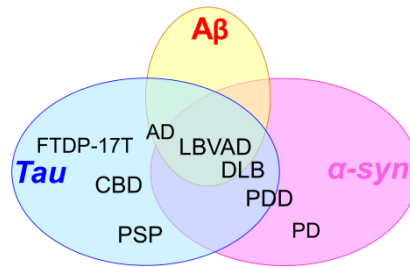 Aβ
AD
FTDP-17T
LBVAD
Tau
DLB
α-syn
CBD
PDD
PSP
PD